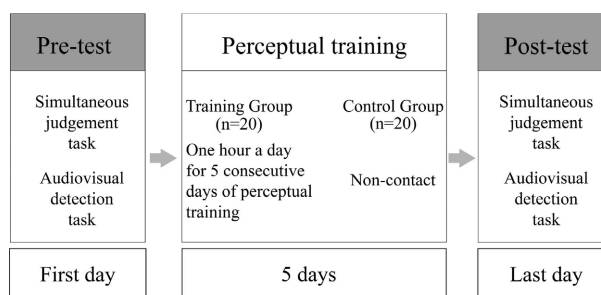 Pre-test
Simultaneous
judgement
task
Audiovisual
detection
task
First day
Perceptual training
Training Group
(n=20)
One hour a day
for 5 consecutive
days of perceptual
training
Control Group
(n=20)
Non-contact
5 days
Post-test
Simultaneous
judgement
task
Audiovisual
detection
task
Last day